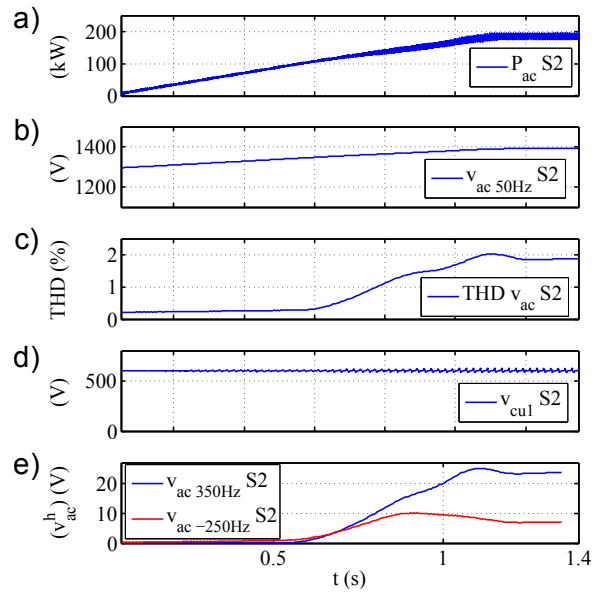 a)
200
100
0
(kW)
P_ac S2
b)
1400
1200
(V)
v_ac 50Hz S2
c)
2
1
0
THD (%)
THD v_ac S2
d)
500
0
(V)
v_cu1 S2
e)
20
10
0
(v_ac^h) (V)
v_ac 350Hz S2
v_ac −250Hz S2
0.5
1
1.4
t (s)